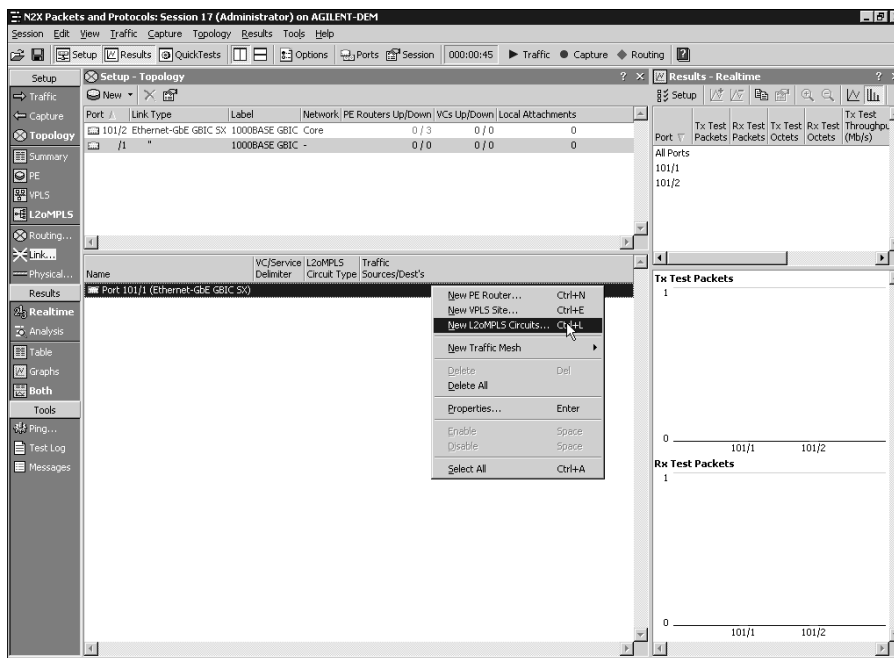 N2X Packets and Protocols: Session 17 (Administrator) on AGILENT-DEM
Session Edit View Traffic Capture Topology Results Tools Help
Setup Results QuickTests Options Ports Session 000:00:45 Traffic Capture Routing
Setup
Traffic
Capture
Topology
Summary
PE
VPLS
L2oMPLS
Routing...
Link...
Physical...
Results
Realtime
Analysis
Table
Graphs
Both
Tools
Ping...
Test Log
Messages
Setup - Topology
New
Port Link Type Label Network PE Routers Up/Down VCs Up/Down Local Attachments
101/2 Ethernet-GbE GBIC SX 1000BASE GBIC Core 0 / 3 0 / 0 0
/1 " 1000BASE GBIC - 0 / 0 0 / 0 0
Name VC/Service Delimiter L2oMPLS Circuit Type Traffic Sources/Dest's
Port 101/1 (Ethernet-GbE GBIC SX)
New PE Router... Ctrl+N
New VPLS Site... Ctrl+E
New L2oMPLS Circuits... Ctrl+L
New Traffic Mesh
Delete Del
Delete All
Properties... Enter
Enable Space
Disable Space
Select All Ctrl+A
Results - Realtime
Setup
Port Tx Test Packets Rx Test Packets Tx Test Octets Rx Test Octets Tx Test (Mb/s)
All Ports
101/1
101/2
Tx Test Packets
1
0
101/1 101/2
Rx Test Packets
1
0
101/1 101/2